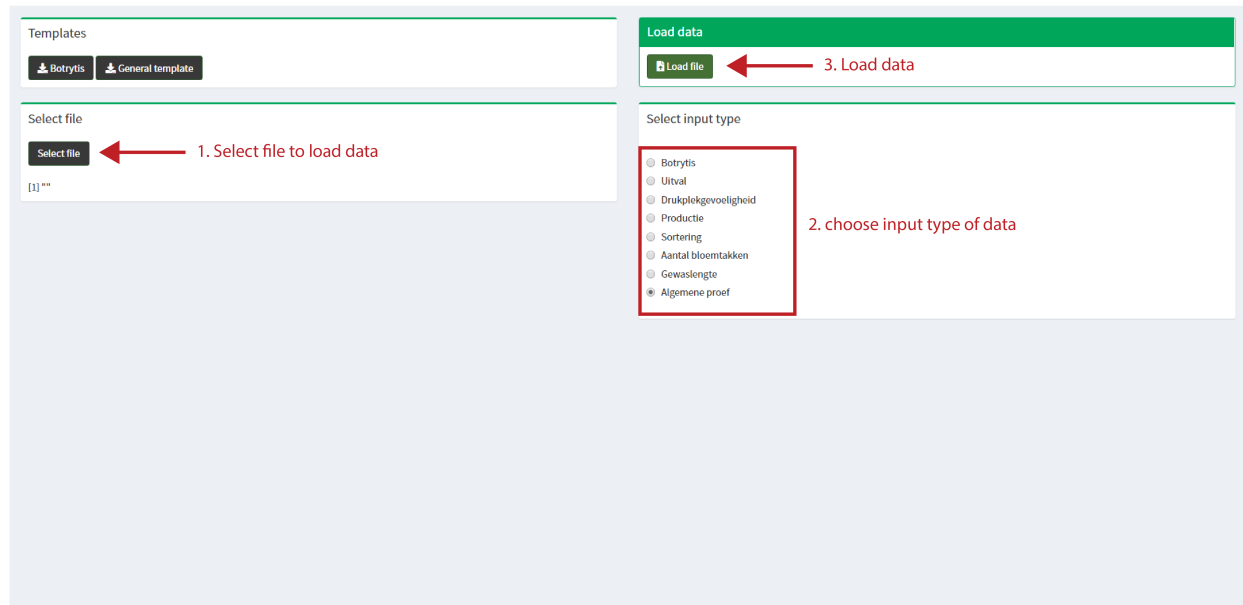 Templates
Botrytis
General template
Select file
Select file
1. Select file to load data
[1] ""
Load data
Load file
3. Load data
Select input type
Botrytis
Uitval
Drukplekgevoeligheid
Productie
Sortering
Aantal bloemtakken
Gewaslengte
Algemene proef
2. choose input type of data